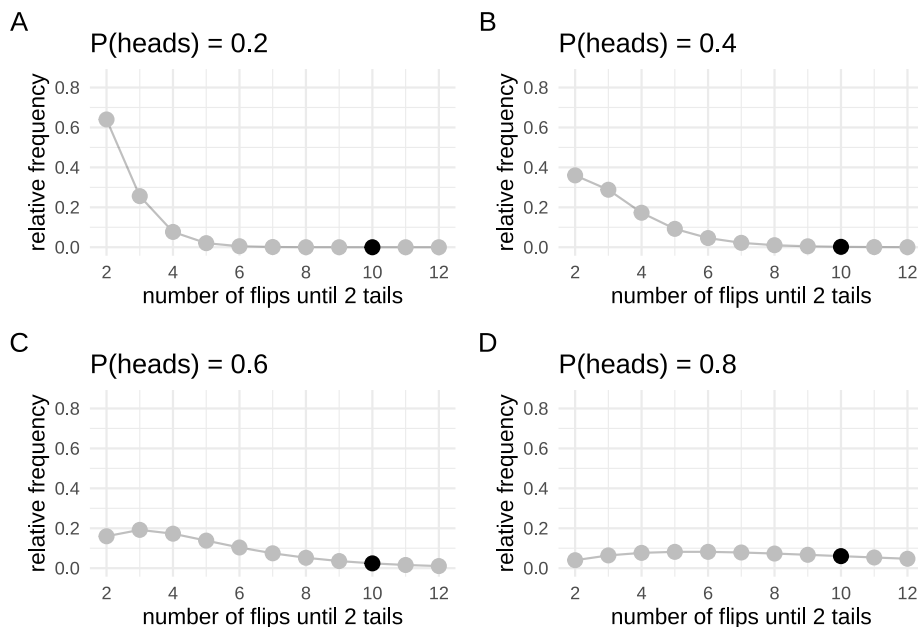 A
P(heads) = 0.2
relative frequency
0.8
0.6
0.4
0.2
0.0
2 4 6 8 10 12
number of flips until 2 tails
B
P(heads) = 0.4
relative frequency
0.8
0.6
0.4
0.2
0.0
2 4 6 8 10 12
number of flips until 2 tails
C
P(heads) = 0.6
relative frequency
0.8
0.6
0.4
0.2
0.0
2 4 6 8 10 12
number of flips until 2 tails
D
P(heads) = 0.8
relative frequency
0.8
0.6
0.4
0.2
0.0
2 4 6 8 10 12
number of flips until 2 tails